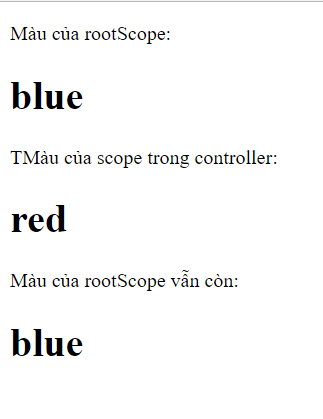 Màu của rootScope:
blue
TMàu của scope trong controller:
red
Màu của rootScope vẫn còn:
blue